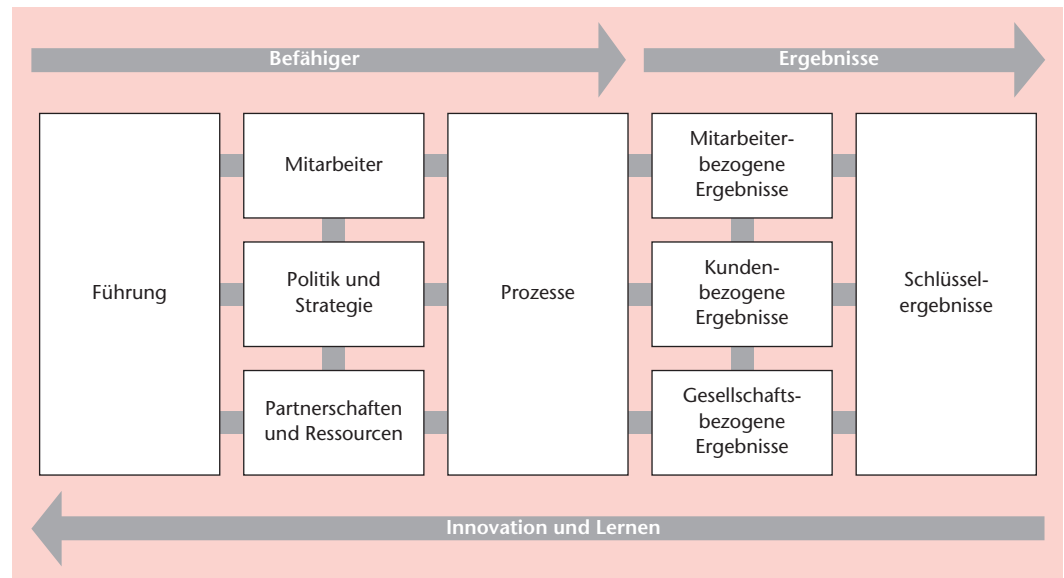 Befähiger
Ergebnisse
Führung
Mitarbeiter
Politik und
Strategie
Partnerschaften
und Ressourcen
Prozesse
Mitarbeiter-
bezogene
Ergebnisse
Kunden-
bezogene
Ergebnisse
Gesellschafts-
bezogene
Ergebnisse
Schlüssel-
ergebnisse
Innovation und Lernen